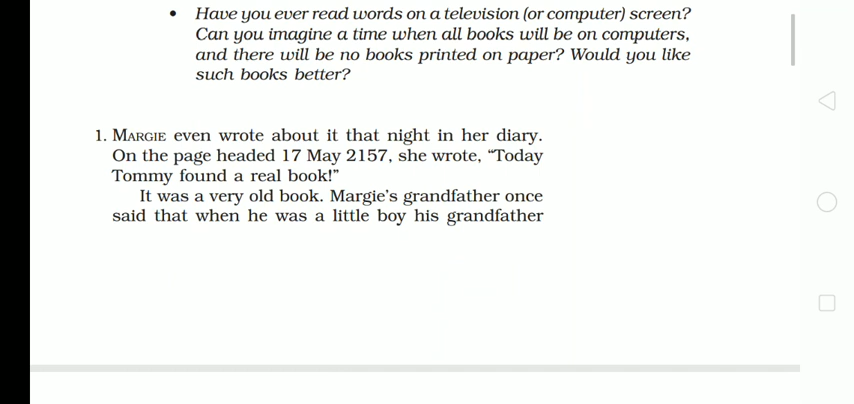 • Have you ever read words on a television (or computer) screen?
Can you imagine a time when all books will be on computers,
and there will be no books printed on paper? Would you like
such books better?
1. MARGIE even wrote about it that night in her diary.
On the page headed 17 May 2157, she wrote, “Today
Tommy found a real book!”
It was a very old book. Margie’s grandfather once
said that when he was a little boy his grandfather